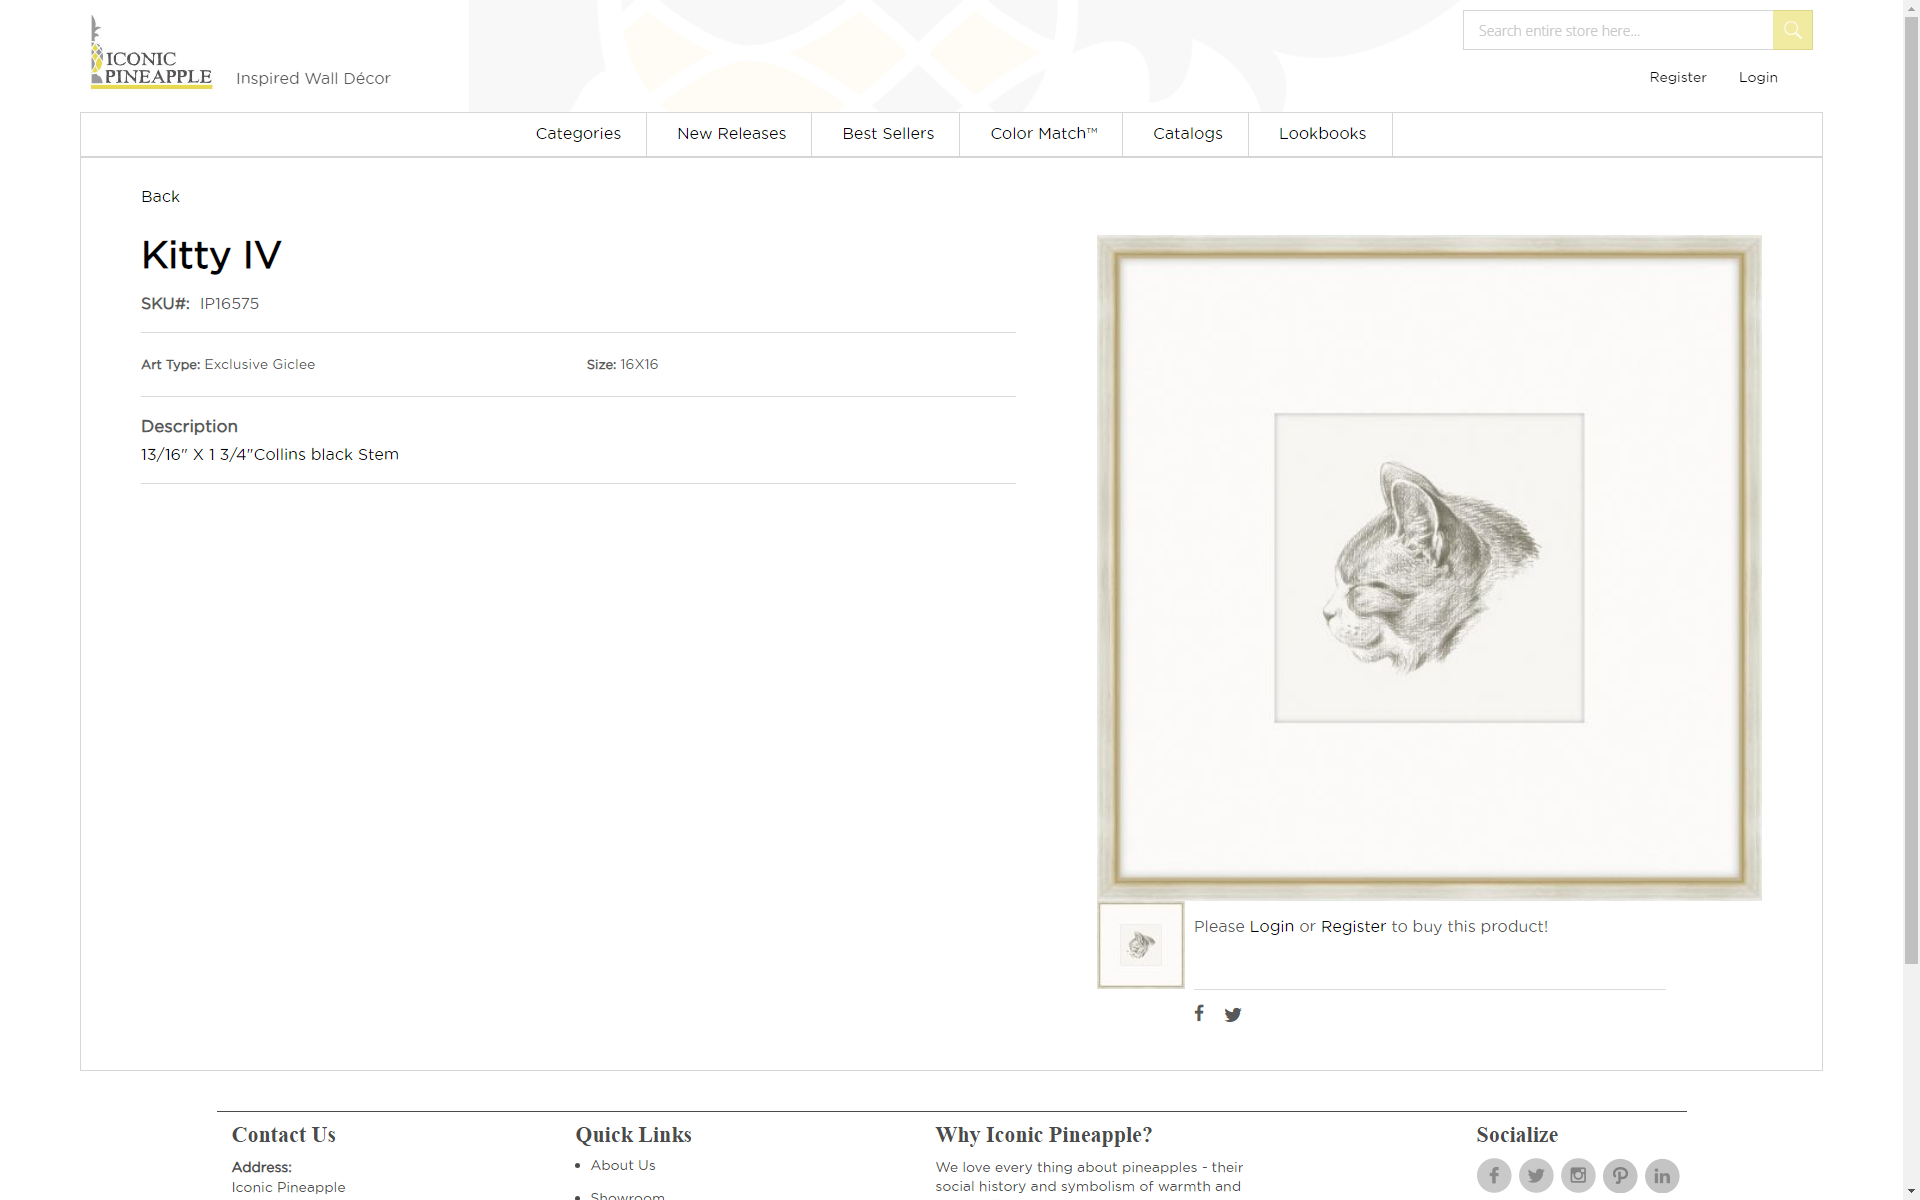 ICONIC
PINEAPPLE
Inspired Wall Décor
Search entire store here...
Register
Login
Categories
New Releases
Best Sellers
Color Match™
Catalogs
Lookbooks
Back
Kitty IV
SKU#: IP16575
Art Type: Exclusive Giclee
Size: 16X16
Description
13/16" X 1 3/4"Collins black Stem
Please Login or Register to buy this product!
Contact Us
Address:
Iconic Pineapple
Quick Links
About Us
Showroom
Why Iconic Pineapple?
We love every thing about pineapples - their
social history and symbolism of warmth and
Socialize